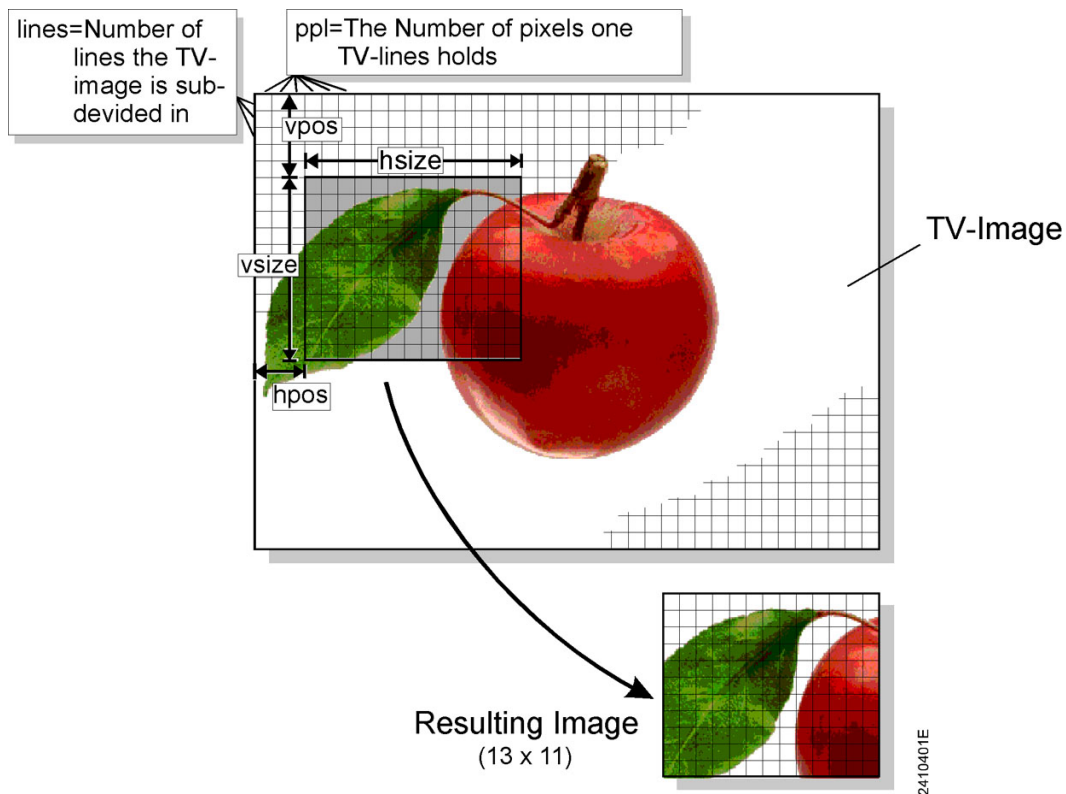 lines=Number of
lines the TV-
image is sub-
devided in
ppl=The Number of pixels one
TV-lines holds
vpos
hsize
vsize
hpos
TV-Image
Resulting Image
(13 x 11)
2410401E